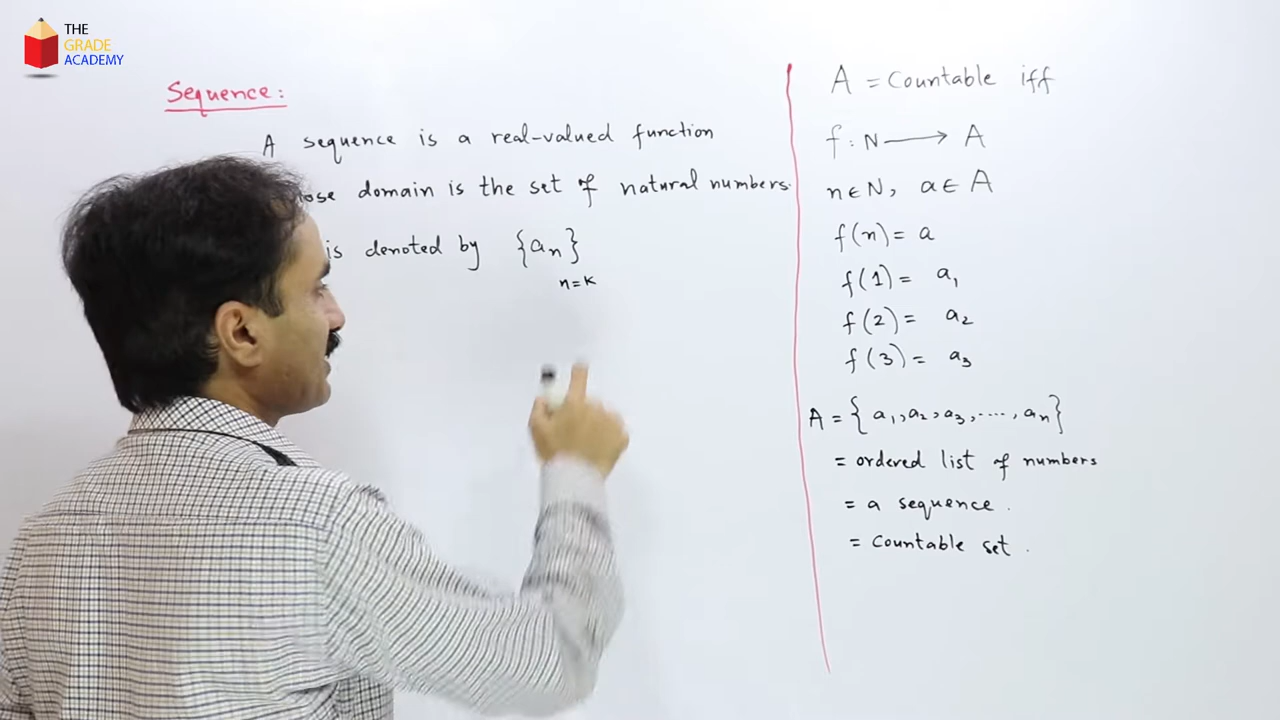 THE
GRADE
ACADEMY
Sequence:
A sequence is a real-valued function
domain is the set of natural numbers.
is denoted by {aₙ}
n=k
A = Countable iff
f: N ⟶ A
n∈N, a∈A
f(n) = a
f(1) = a₁
f(2) = a₂
f(3) = a₃
A = {a₁, a₂, a₃, ----, aₙ}
= ordered list of numbers
= a sequence.
= Countable set.